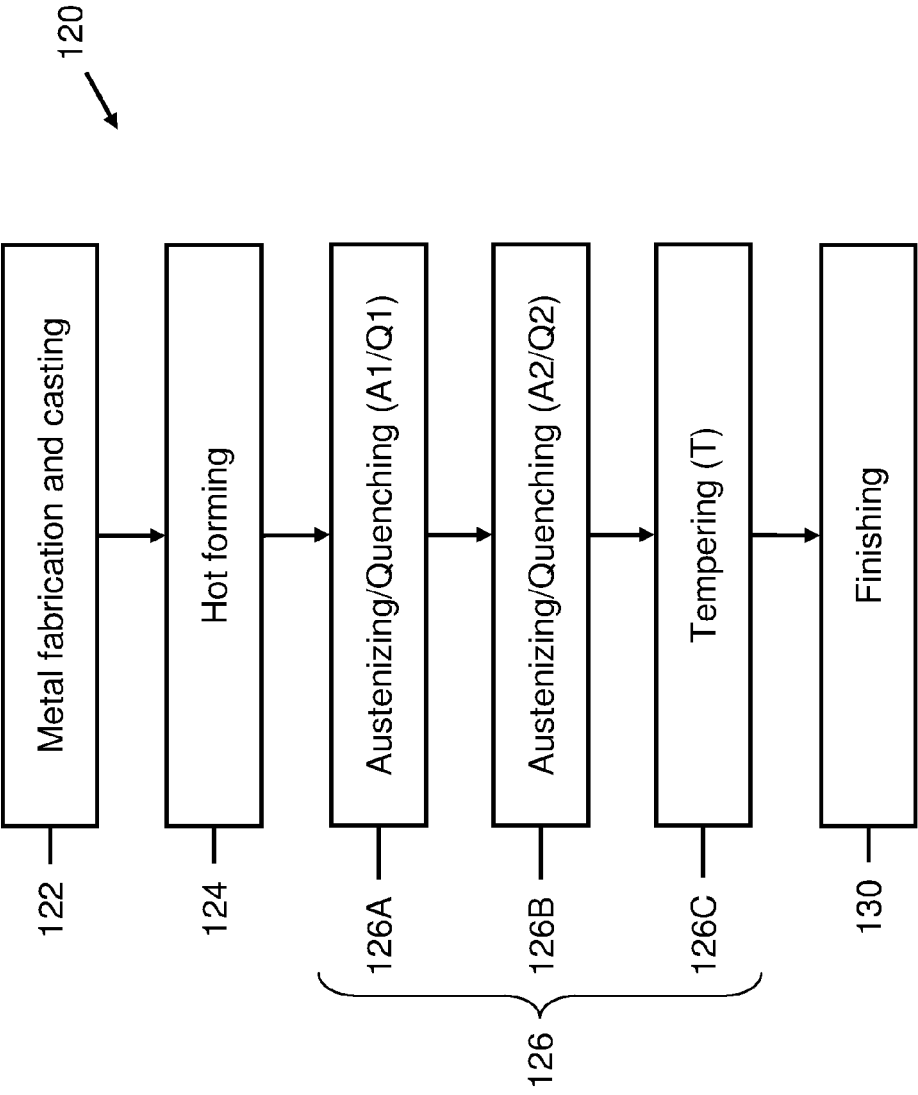 120
122
Metal fabrication and casting
124
Hot forming
126
126A
Austenizing/Quenching (A1/Q1)
126B
Austenizing/Quenching (A2/Q2)
126C
Tempering (T)
130
Finishing